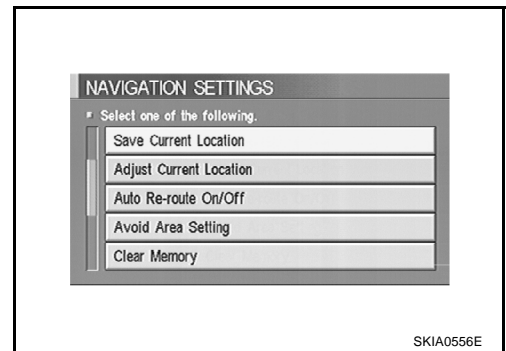 NAVIGATION SETTINGS
Select one of the following.
Save Current Location
Adjust Current Location
Auto Re-route On/Off
Avoid Area Setting
Clear Memory
SKIA0556E